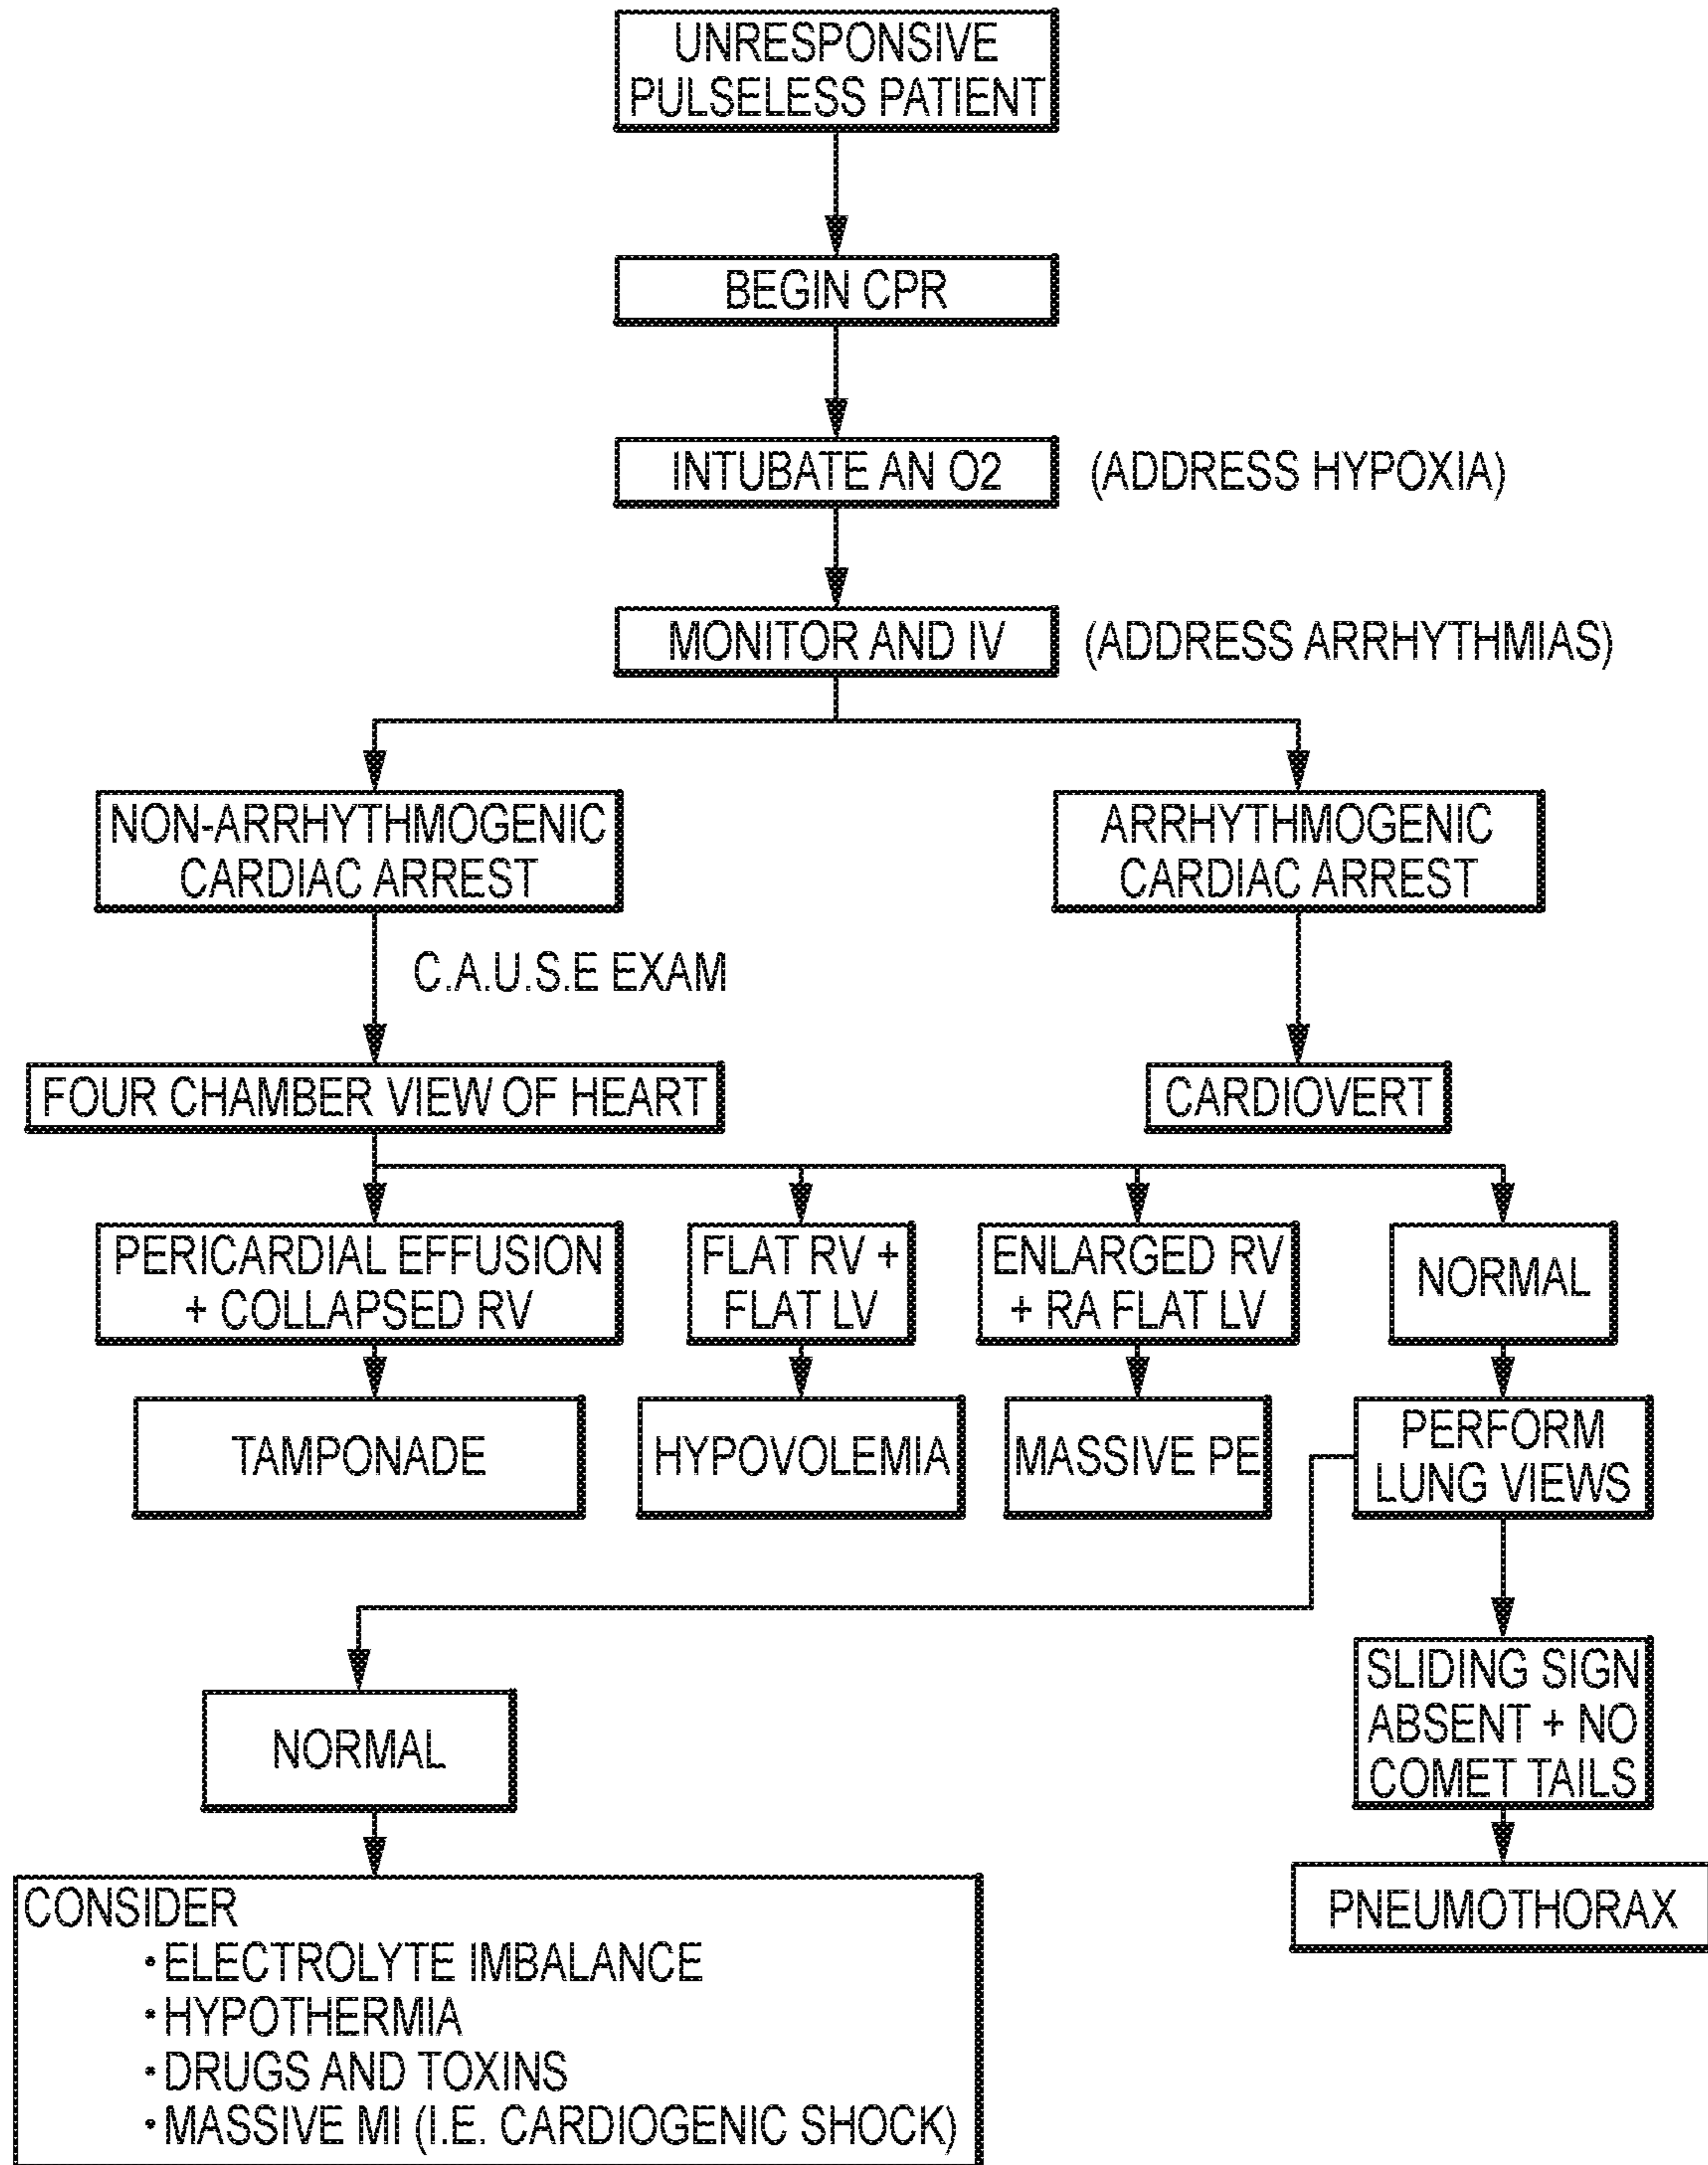 UNRESPONSIVE
PULSELESS PATIENT
BEGIN CPR
INTUBATE AN O2
(ADDRESS HYPOXIA)
MONITOR AND IV
(ADDRESS ARRHYTHMIAS)
NON-ARRHYTHMOGENIC
CARDIAC ARREST
ARRHYTHMOGENIC
CARDIAC ARREST
C.A.U.S.E EXAM
FOUR CHAMBER VIEW OF HEART
CARDIOVERT
PERICARDIAL EFFUSION
+ COLLAPSED RV
FLAT RV +
FLAT LV
ENLARGED RV
+ RA FLAT LV
NORMAL
TAMPONADE
HYPOVOLEMIA
MASSIVE PE
PERFORM
LUNG VIEWS
NORMAL
SLIDING SIGN
ABSENT + NO
COMET TAILS
PNEUMOTHORAX
CONSIDER
• ELECTROLYTE IMBALANCE
• HYPOTHERMIA
• DRUGS AND TOXINS
• MASSIVE MI (I.E. CARDIOGENIC SHOCK)